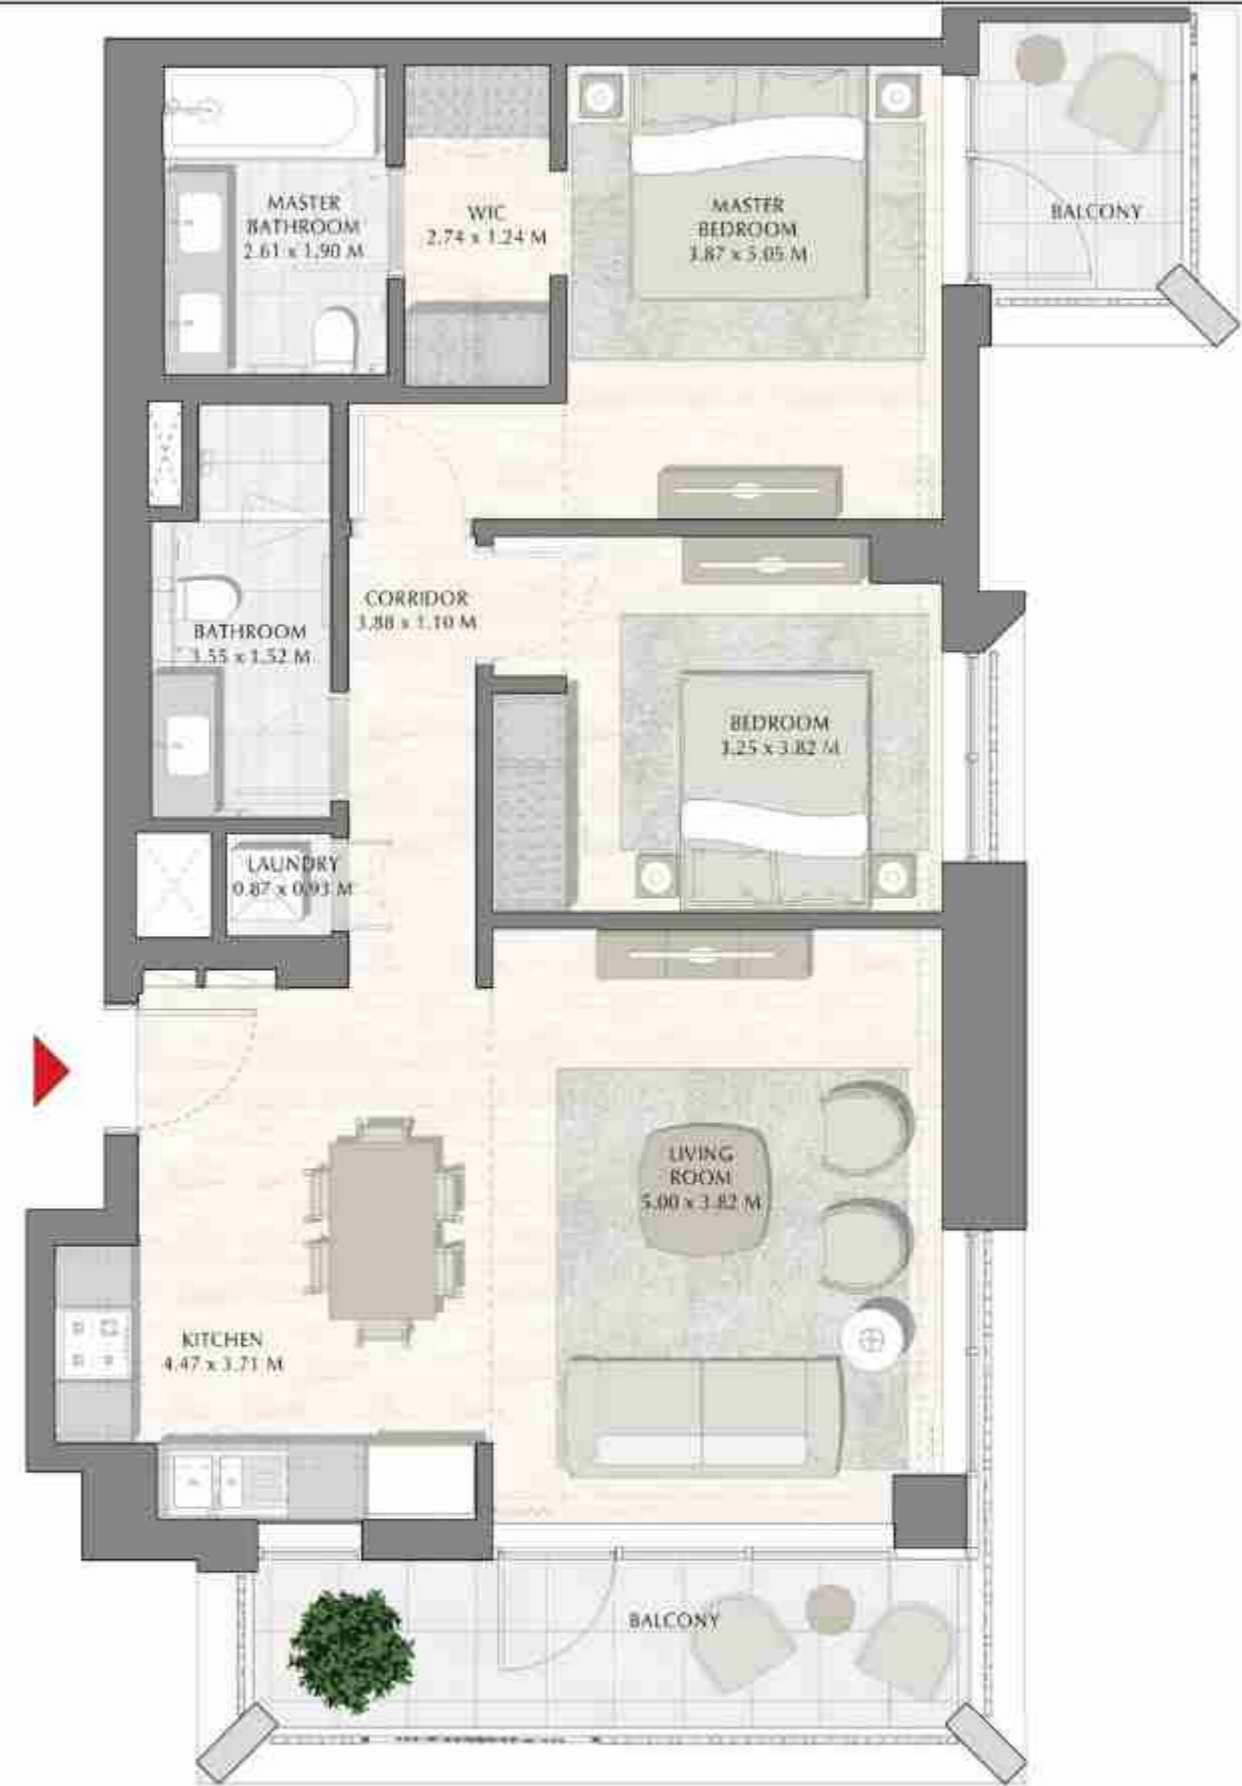 MASTER
BATHROOM
2.61 x 1.90 M
WIC
2.74 x 1.24 M
MASTER
BEDROOM
3.87 x 5.05 M
BALCONY
CORRIDOR
3.88 x 1.10 M
BATHROOM
3.55 x 1.52 M
BEDROOM
3.25 x 3.82 M
LAUNDRY
0.87 x 0.93 M
LIVING
ROOM
5.00 x 3.82 M
KITCHEN
4.47 x 3.71 M
BALCONY